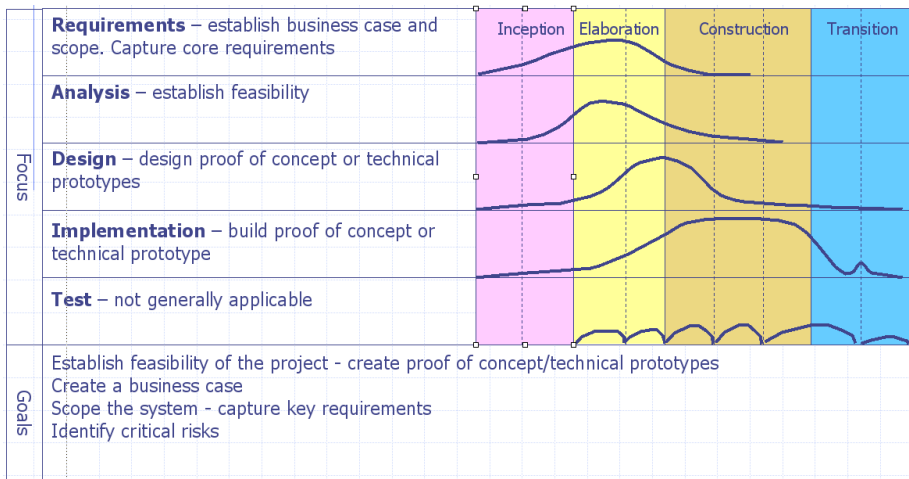 Requirements – establish business case and
scope. Capture core requirements
Inception Elaboration Construction Transition
Analysis – establish feasibility
Focus
Design – design proof of concept or technical
prototypes
Implementation – build proof of concept or
technical prototype
Test – not generally applicable
Goals
Establish feasibility of the project - create proof of concept/technical prototypes
Create a business case
Scope the system - capture key requirements
Identify critical risks